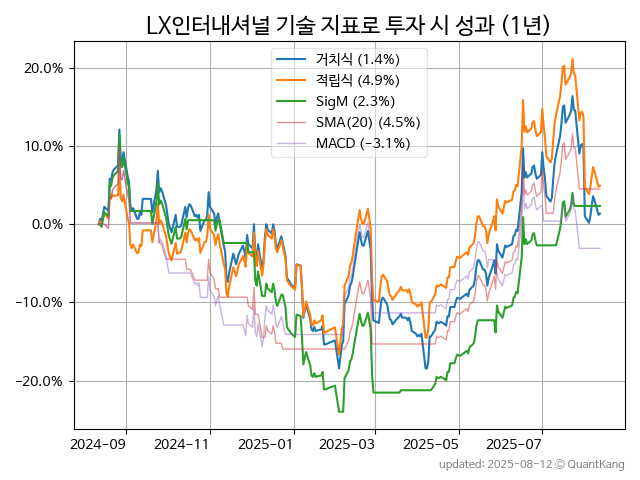 LX인터내셔널 기술 지표로 투자 시 성과 (1년)
거치식 (1.4%)
적립식 (4.9%)
SigM (2.3%)
SMA(20) (4.5%)
MACD (−3.1%)
20.0%
10.0%
0.0%
−10.0%
−20.0%
2024-09 2024-11 2025-01 2025-03 2025-05 2025-07
updated: 2025-08-12 © QuantKang